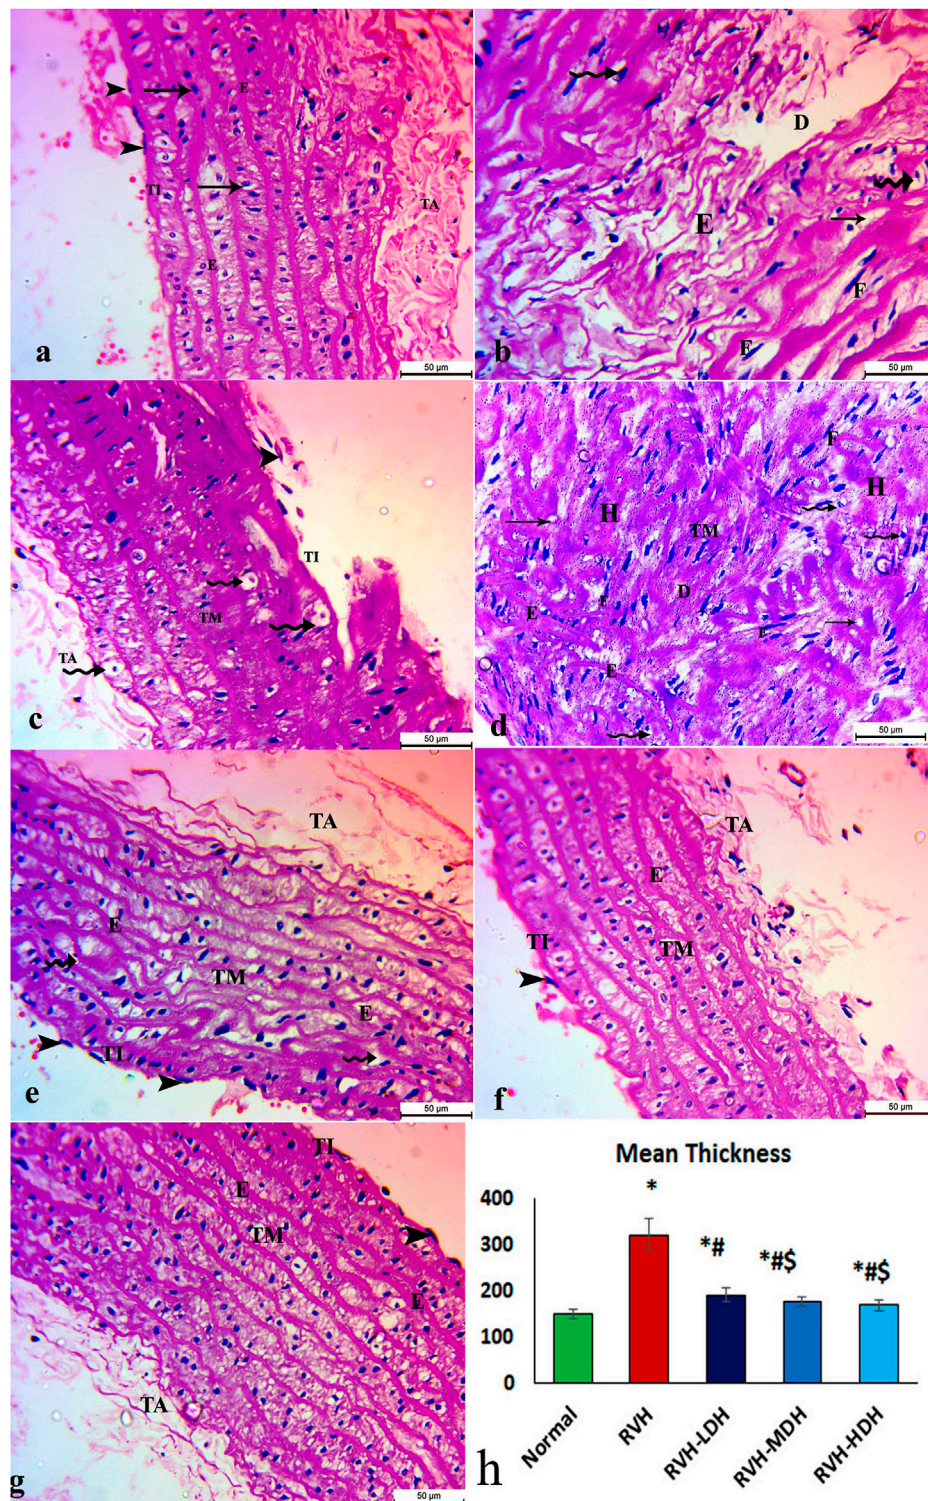 E
TI
E
TA
a
50 µm
D
E
F
F
b
50 µm
TI
TM
TA
c
50 µm
F
H
H
TM
E
F
D
F
E
d
50 µm
TA
E
TM
E
TI
e
50 µm
TA
E
TI
TM
f
50 µm
TI
E
TM
E
TA
g
50 µm
Mean Thickness
400
300
200
100
0
*
*#
*#$
*#$
Normal
RVH
RVH-LDH
RVH-MDH
RVH-HDH
h